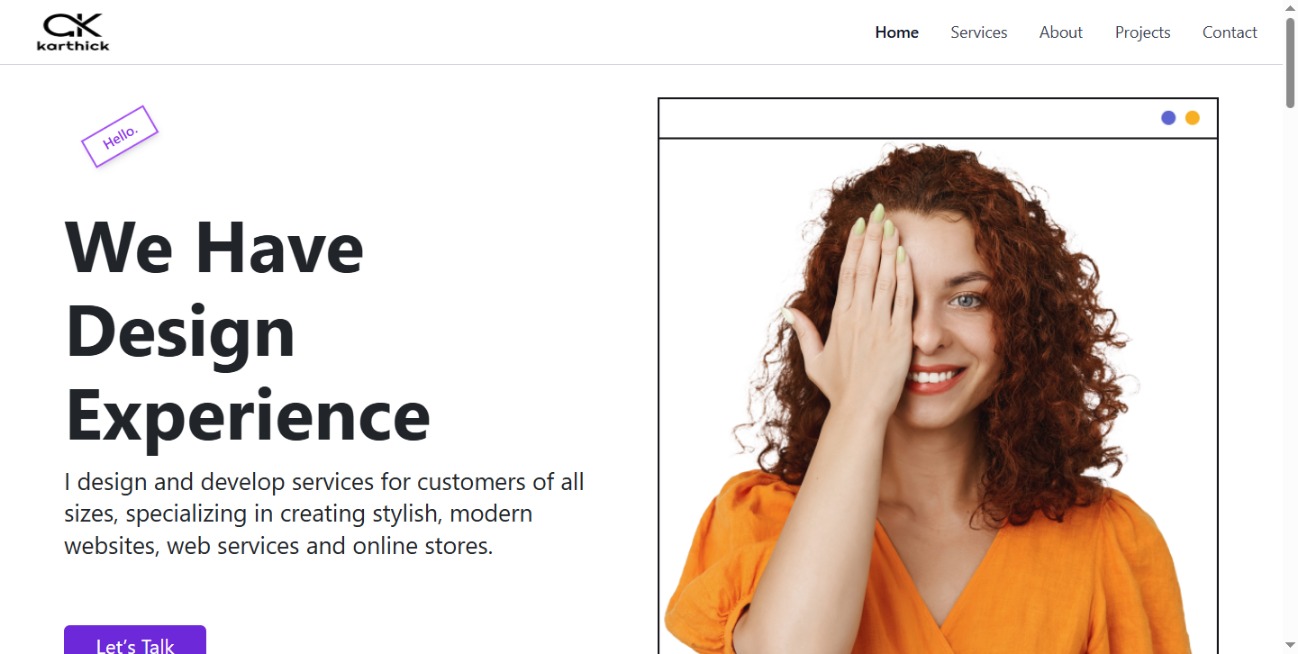 GK
karthick
Home
Services
About
Projects
Contact
Hello.
We Have
Design
Experience
I design and develop services for customers of all
sizes, specializing in creating stylish, modern
websites, web services and online stores.
Let’s Talk